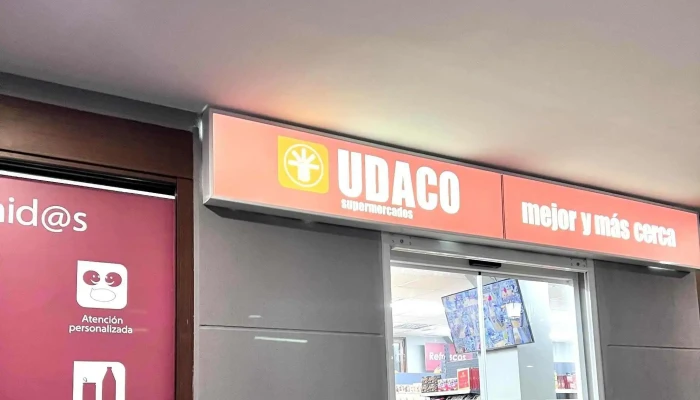 UDACO
supermercados
mejor y más cerca
nid@s
Atención
personalizada